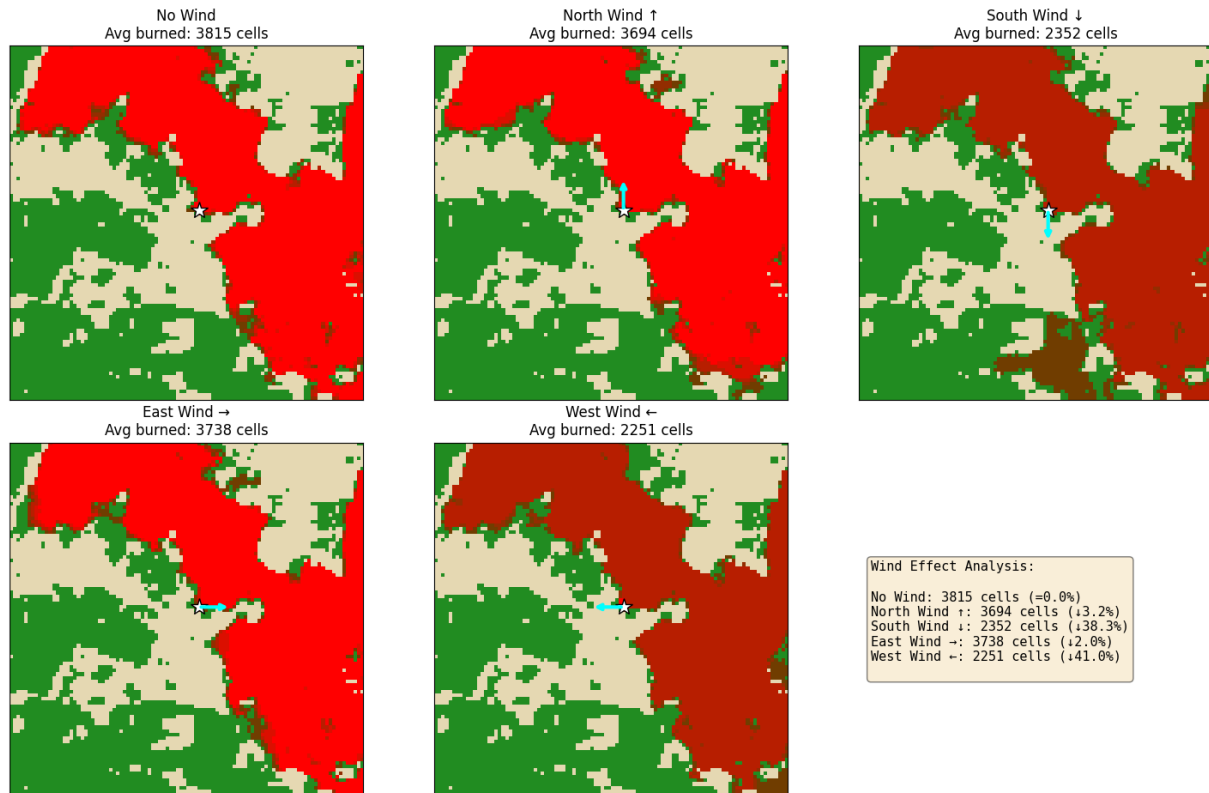 No Wind
Avg burned: 3815 cells
North Wind ↑
Avg burned: 3694 cells
South Wind ↓
Avg burned: 2352 cells
East Wind →
Avg burned: 3738 cells
West Wind ←
Avg burned: 2251 cells
Wind Effect Analysis:
No Wind: 3815 cells (=0.0%)
North Wind ↑: 3694 cells (↓3.2%)
South Wind ↓: 2352 cells (↓38.3%)
East Wind →: 3738 cells (↓2.0%)
West Wind ←: 2251 cells (↓41.0%)